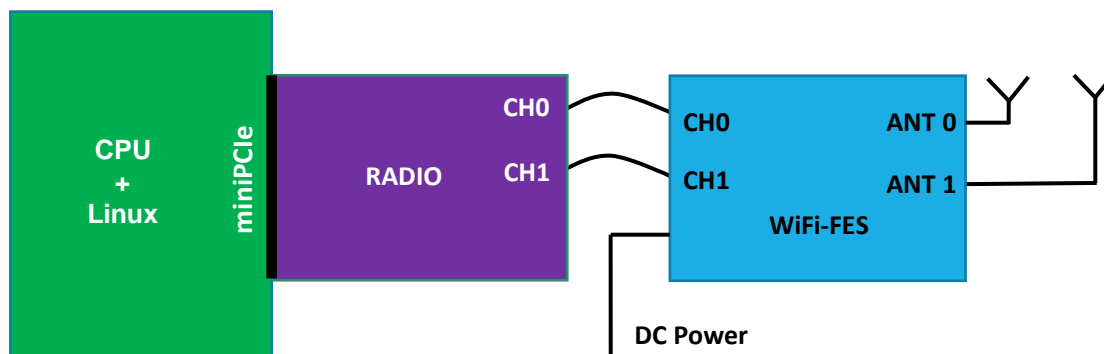 CPU
+
Linux
miniPCIe
RADIO
CH0
CH1
CH0
CH1
ANT 0
ANT 1
WiFi-FES
DC Power